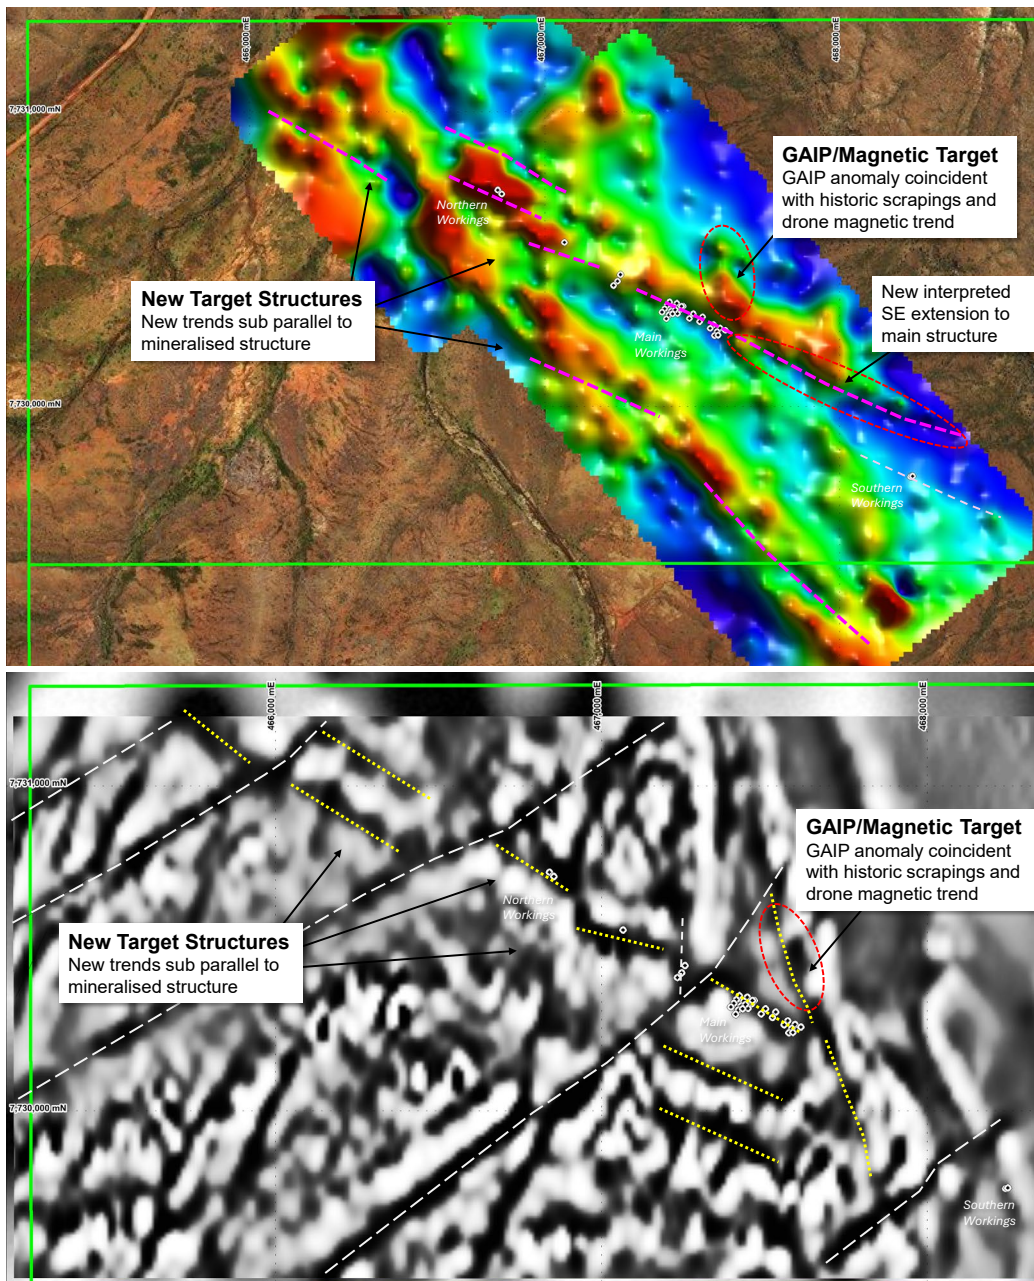 466,000 mE
467,000 mE
468,000 mE
7,731,000 mN
GAIP/Magnetic Target
GAIP anomaly coincident
with historic scrapings and
drone magnetic trend
Northern
Workings
New Target Structures
New trends sub parallel to
mineralised structure
New interpreted
SE extension to
main structure
Main
Workings
7,730,000 mN
Southern
Workings
466,000 mE
467,000 mE
468,000 mE
7,731,000 mN
GAIP/Magnetic Target
GAIP anomaly coincident
with historic scrapings and
drone magnetic trend
Northern
Workings
New Target Structures
New trends sub parallel to
mineralised structure
Main
Workings
7,730,000 mN
Southern
Workings